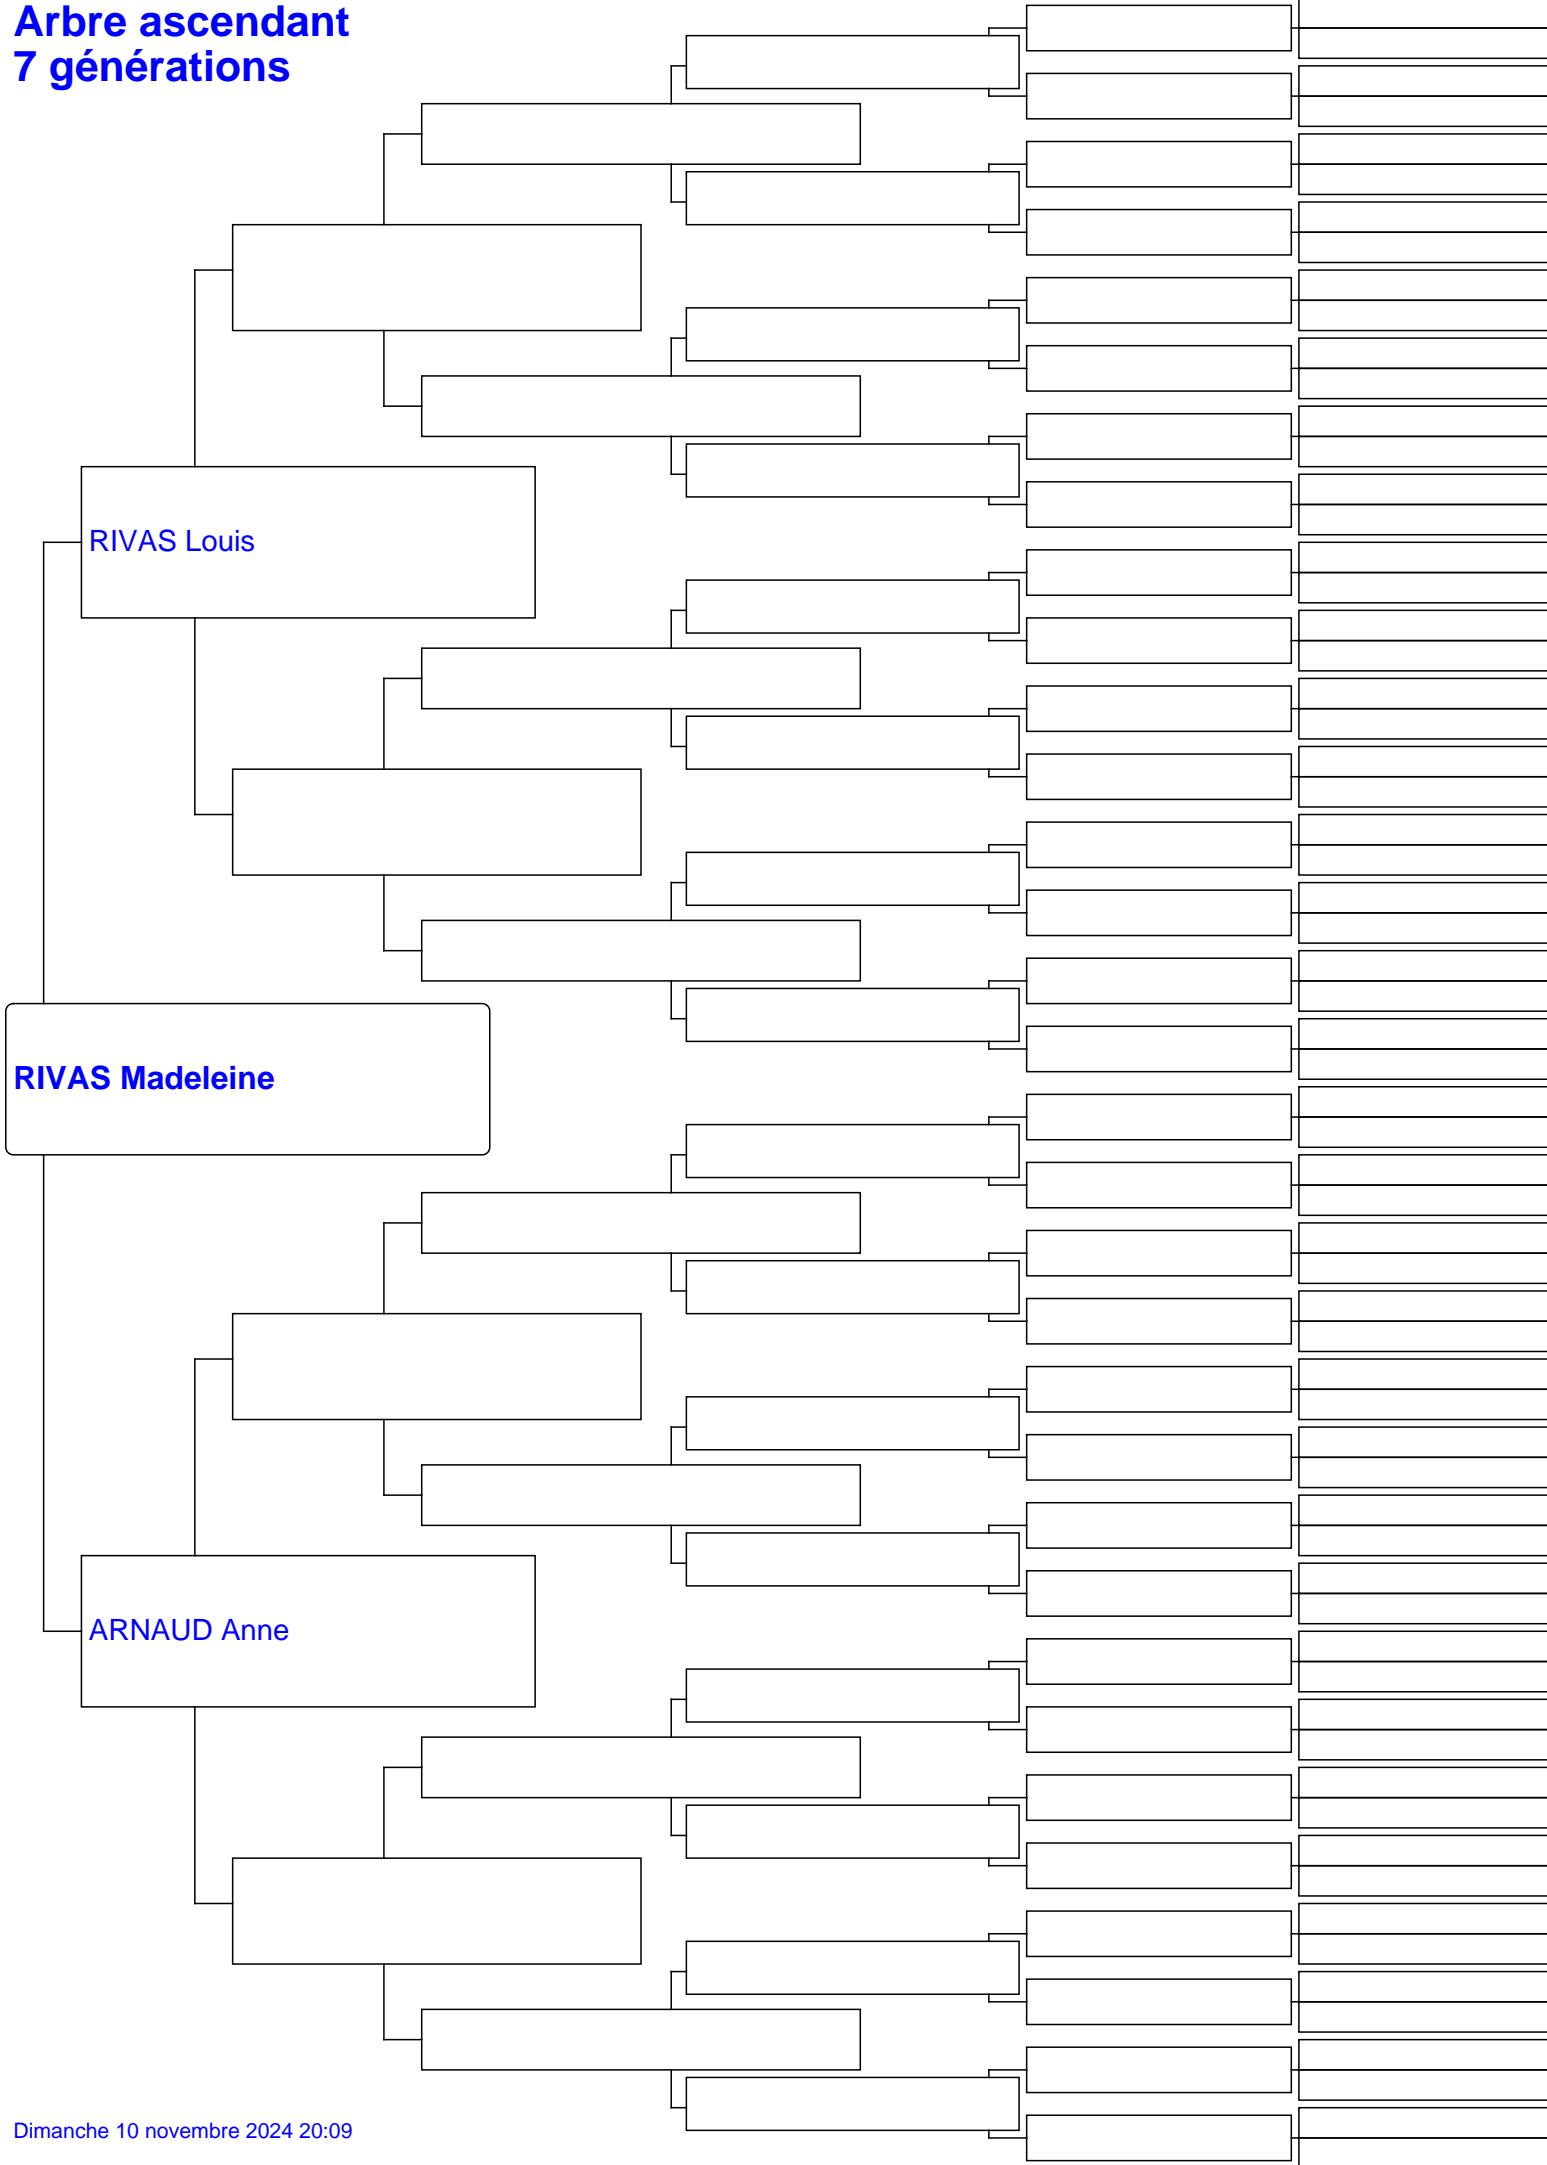 Arbre ascendant
7 générations
RIVAS Louis
RIVAS Madeleine
ARNAUD Anne
Dimanche 10 novembre 2024 20:09